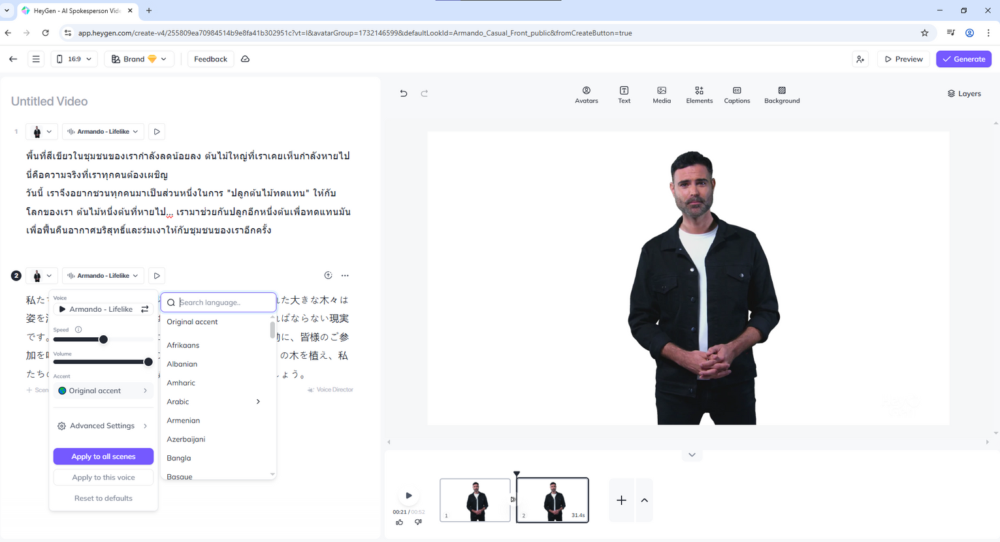 HeyGen - AI Spokesperson Vid
app.heygen.com/create-v4/255809ea70984514b9e8fa41b302951c?vt=l&avatarGroup=1732146599&defaultLookId=Armando_Casual_Front_public&fromCreateButton=true
16:9
Brand
Feedback
Preview
Generate
Untitled Video
Avatars
Text
Media
Elements
Captions
Background
Layers
1
Armando - Lifelike
พื้นที่สีเขียวในชุมชนของเรากำลังลดน้อยลง ต้นไม้ใหญ่ที่เราเคยเห็นกำลังหายไป
นี่คือความจริงที่เราทุกคนต้องเผชิญ
วันนี้ เราจึงอยากชวนทุกคนมาเป็นส่วนหนึ่งในการ "ปลูกต้นไม้ทดแทน" ให้กับ
โลกของเรา ต้นไม้หนึ่งต้นที่หายไป... เรามาช่วยกันปลูกอีกหนึ่งต้นเพื่อทดแทนมัน
เพื่อฟื้นคืนอากาศบริสุทธิ์และร่มเงาให้กับชุมชนของเราอีกครั้ง
2
Armando - Lifelike
私た
れた大きな木々は
姿を
ればならない現実
です。
に、皆様のご参
加を
の木を植え、私
たち
しょう。
+ Scen
Voice Director
Voice
Armando - Lifelike
Speed
Volume
Accent
Original accent
Advanced Settings
Apply to all scenes
Apply to this voice
Reset to defaults
Search language..
Original accent
Afrikaans
Albanian
Amharic
Arabic
Armenian
Azerbaijani
Bangla
Basque
00:21 / 00:52
1
2
31.4s